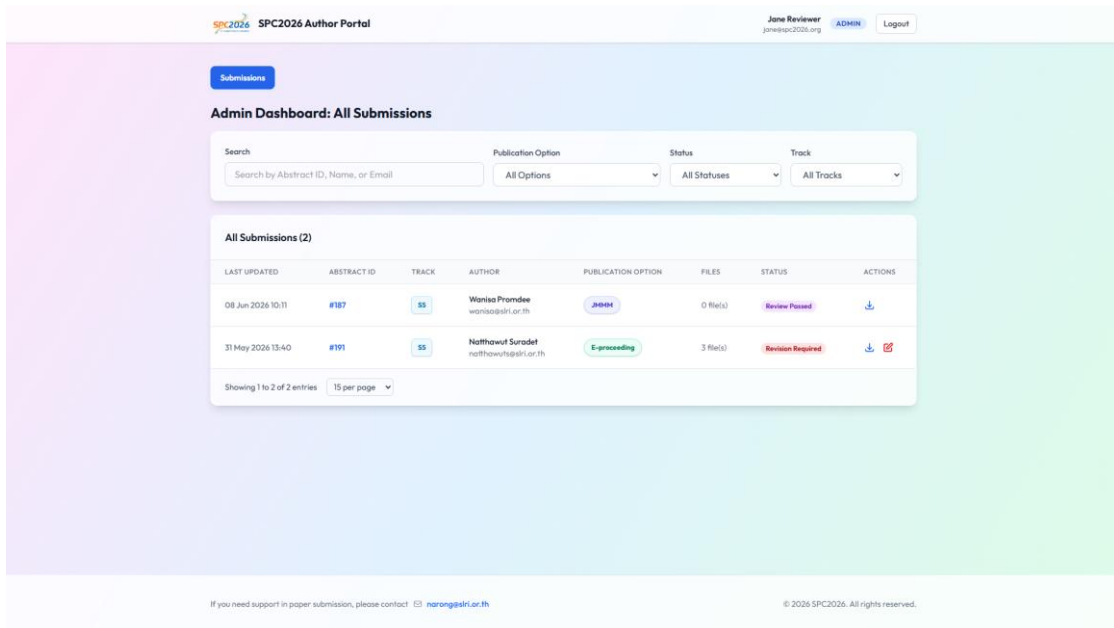 SPC2026 SPC2026 Author Portal
Jane Reviewer
jane@spc2026.org
ADMIN
Logout
Submissions
Admin Dashboard: All Submissions
Search
Search by Abstract ID, Name, or Email
Publication Option
All Options
Status
All Statuses
Track
All Tracks
All Submissions (2)
LAST UPDATED ABSTRACT ID TRACK AUTHOR PUBLICATION OPTION FILES STATUS ACTIONS
08 Jun 2026 10:11 #187 SS Wanisa Promdee JMMM 0 file(s) Review Passed
wanisa@slri.or.th
31 May 2026 13:40 #191 SS Natthawut Suradet E-proceeding 3 file(s) Revision Required
natthawuts@slri.or.th
Showing 1 to 2 of 2 entries 15 per page
If you need support in paper submission, please contact narong@slri.or.th
© 2026 SPC2026. All rights reserved.